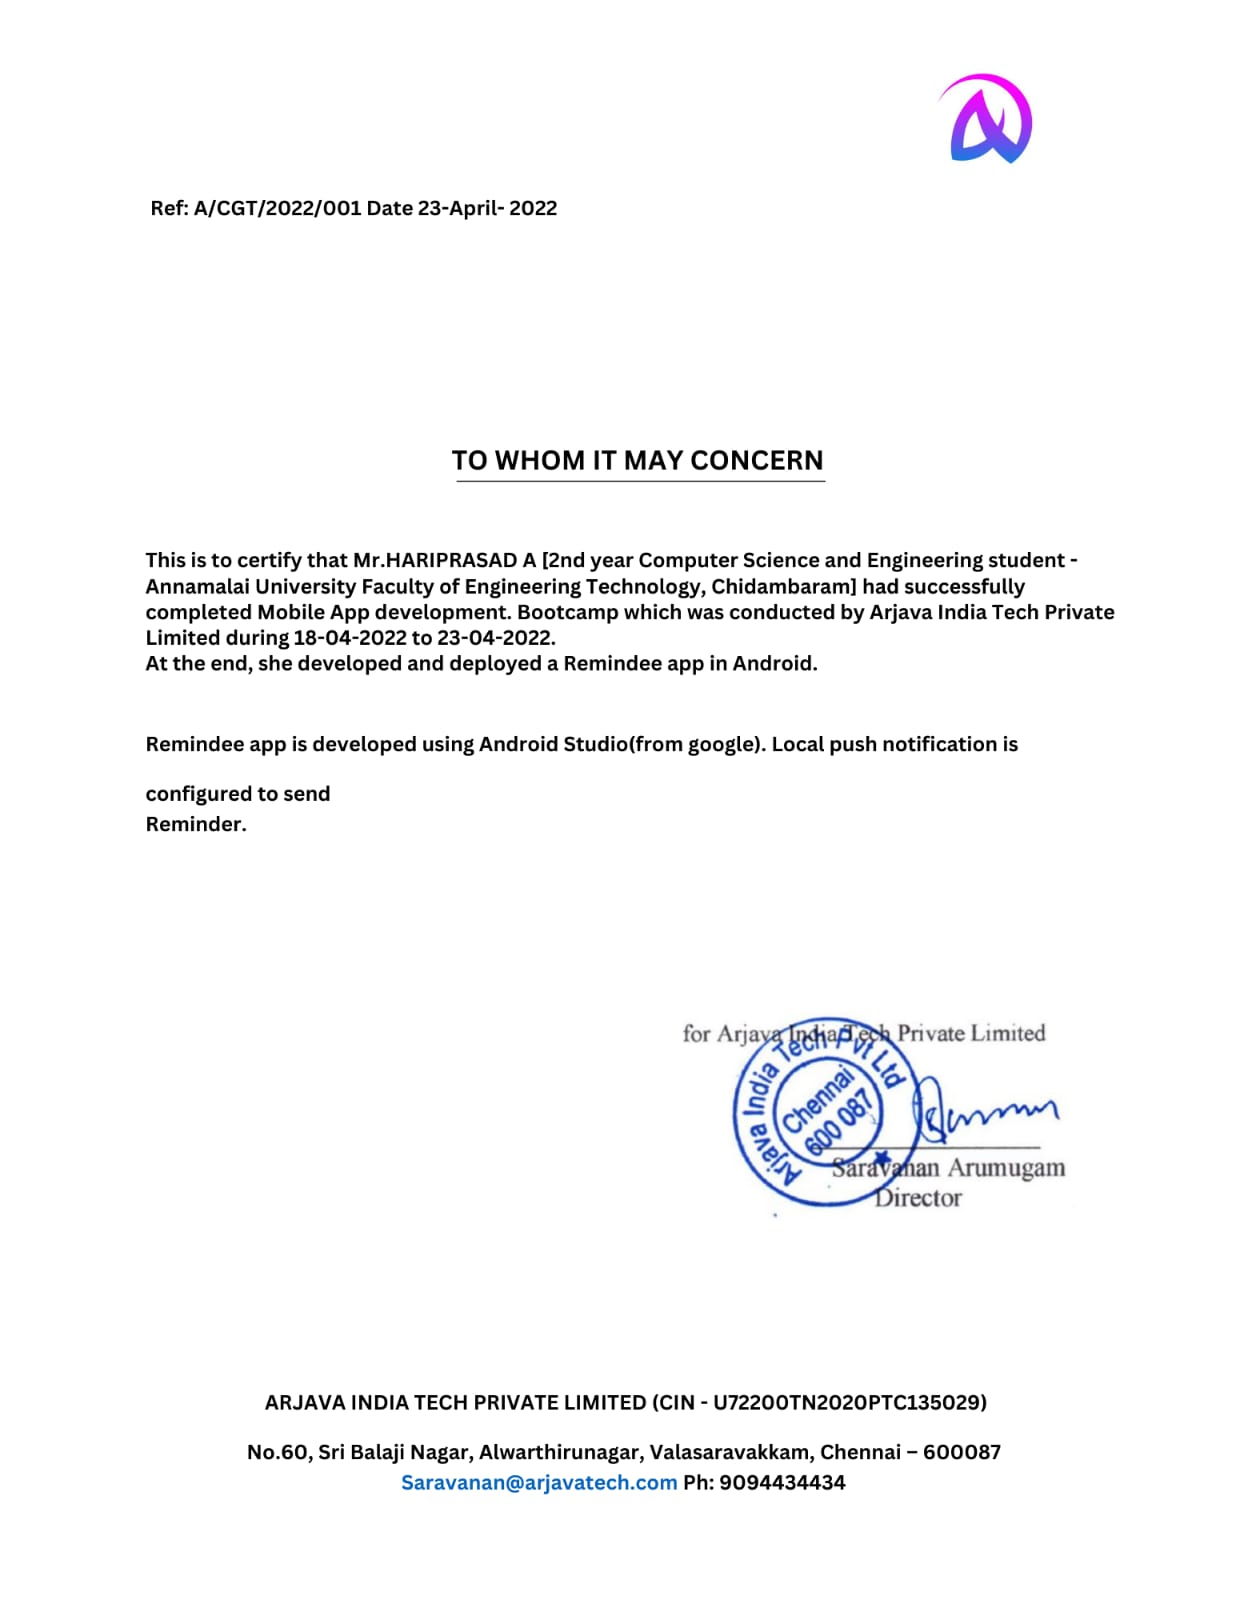 Ref: A/CGT/2022/001 Date 23-April- 2022
TO WHOM IT MAY CONCERN
This is to certify that Mr.HARIPRASAD A [2nd year Computer Science and Engineering student -
Annamalai University Faculty of Engineering Technology, Chidambaram] had successfully
completed Mobile App development. Bootcamp which was conducted by Arjava India Tech Private
Limited during 18-04-2022 to 23-04-2022.
At the end, she developed and deployed a Remindee app in Android.
Remindee app is developed using Android Studio(from google). Local push notification is
configured to send
Reminder.
for Arjava India Tech Private Limited
Arjava India Tech Pvt Ltd
Chennai
600 087
Saravanan Arumugam
Director
ARJAVA INDIA TECH PRIVATE LIMITED (CIN - U72200TN2020PTC135029)
No.60, Sri Balaji Nagar, Alwarthirunagar, Valasaravakkam, Chennai – 600087
Saravanan@arjavatech.com Ph: 9094434434